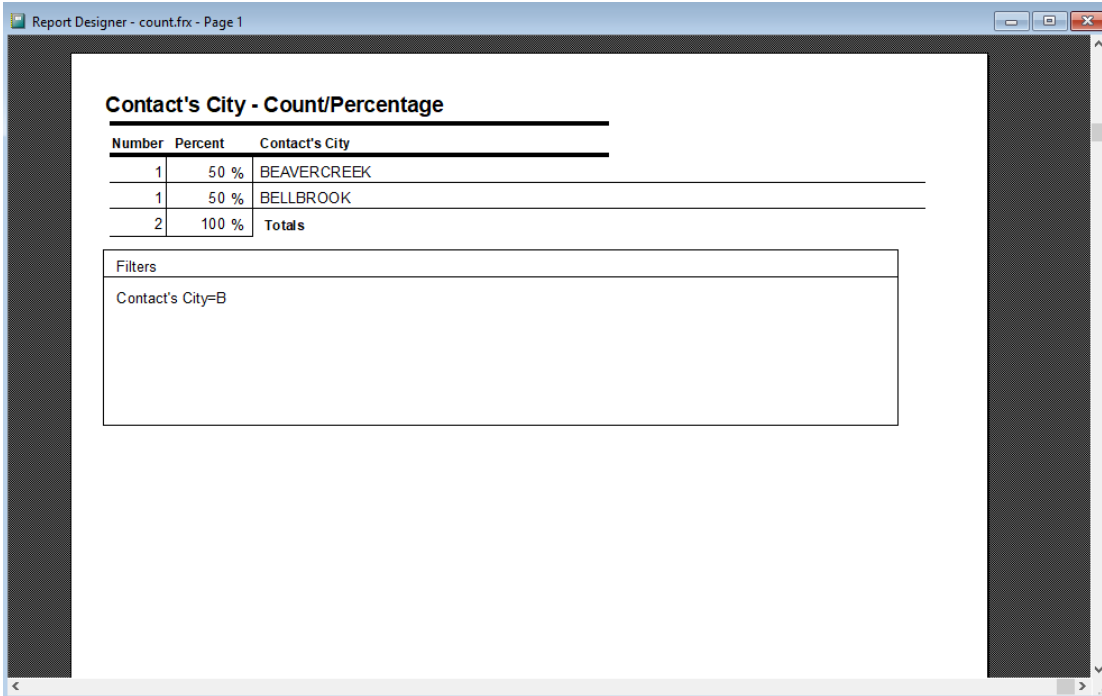 Report Designer - count.frx - Page 1
Contact's City - Count/Percentage
Number Percent Contact's City
1 50 % BEAVERCREEK
1 50 % BELLBROOK
2 100 % Totals
Filters
Contact's City=B